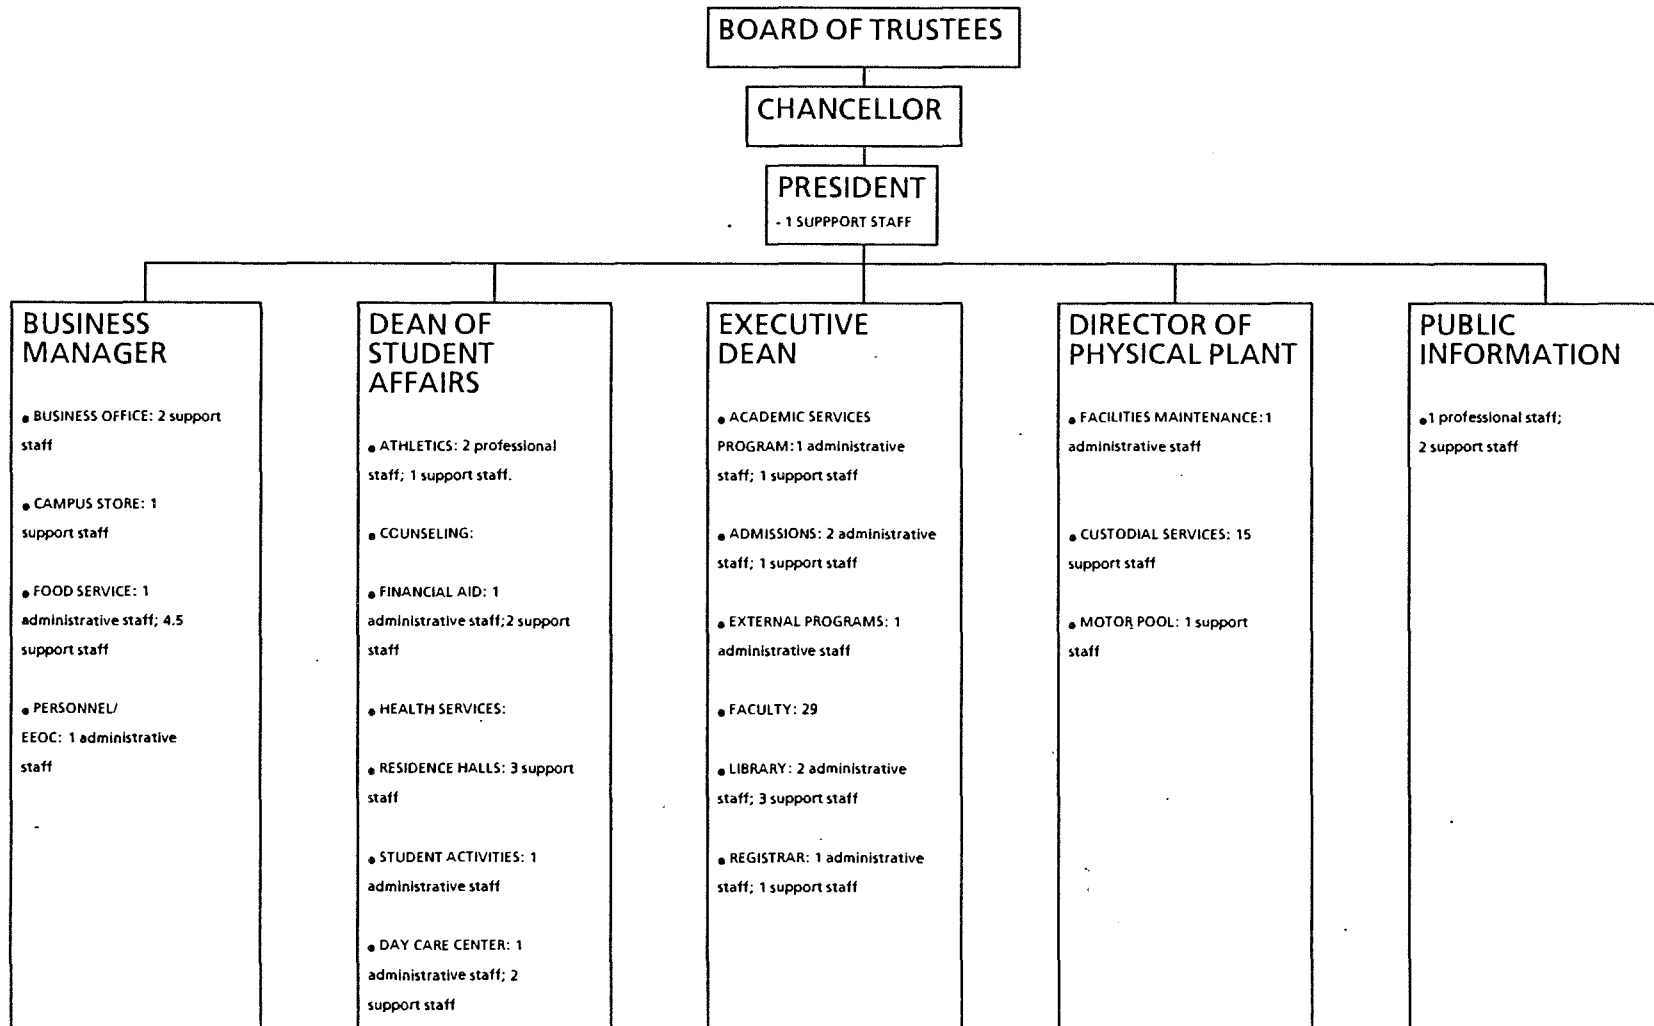 BOARD OF TRUSTEES
CHANCELLOR
PRESIDENT
- 1 SUPPPORT STAFF
BUSINESS
MANAGER
• BUSINESS OFFICE: 2 support
staff
• CAMPUS STORE: 1
support staff
• FOOD SERVICE: 1
administrative staff; 4.5
support staff
• PERSONNEL/
EEOC: 1 administrative
staff
DEAN OF
STUDENT
AFFAIRS
• ATHLETICS: 2 professional
staff; 1 support staff.
• COUNSELING:
• FINANCIAL AID: 1
administrative staff;2 support
staff
• HEALTH SERVICES:
• RESIDENCE HALLS: 3 support
staff
• STUDENT ACTIVITIES: 1
administrative staff
• DAY CARE CENTER: 1
administrative staff; 2
support staff
EXECUTIVE
DEAN
• ACADEMIC SERVICES
PROGRAM:1 administrative
staff; 1 support staff
• ADMISSIONS: 2 administrative
staff; 1 support staff
• EXTERNAL PROGRAMS: 1
administrative staff
• FACULTY: 29
• LIBRARY: 2 administrative
staff; 3 support staff
• REGISTRAR: 1 administrative
staff; 1 support staff
DIRECTOR OF
PHYSICAL PLANT
• FACILITIES MAINTENANCE:1
administrative staff
• CUSTODIAL SERVICES: 15
support staff
• MOTOR POOL: 1 support
staff
PUBLIC
INFORMATION
•1 professional staff;
2 support staff